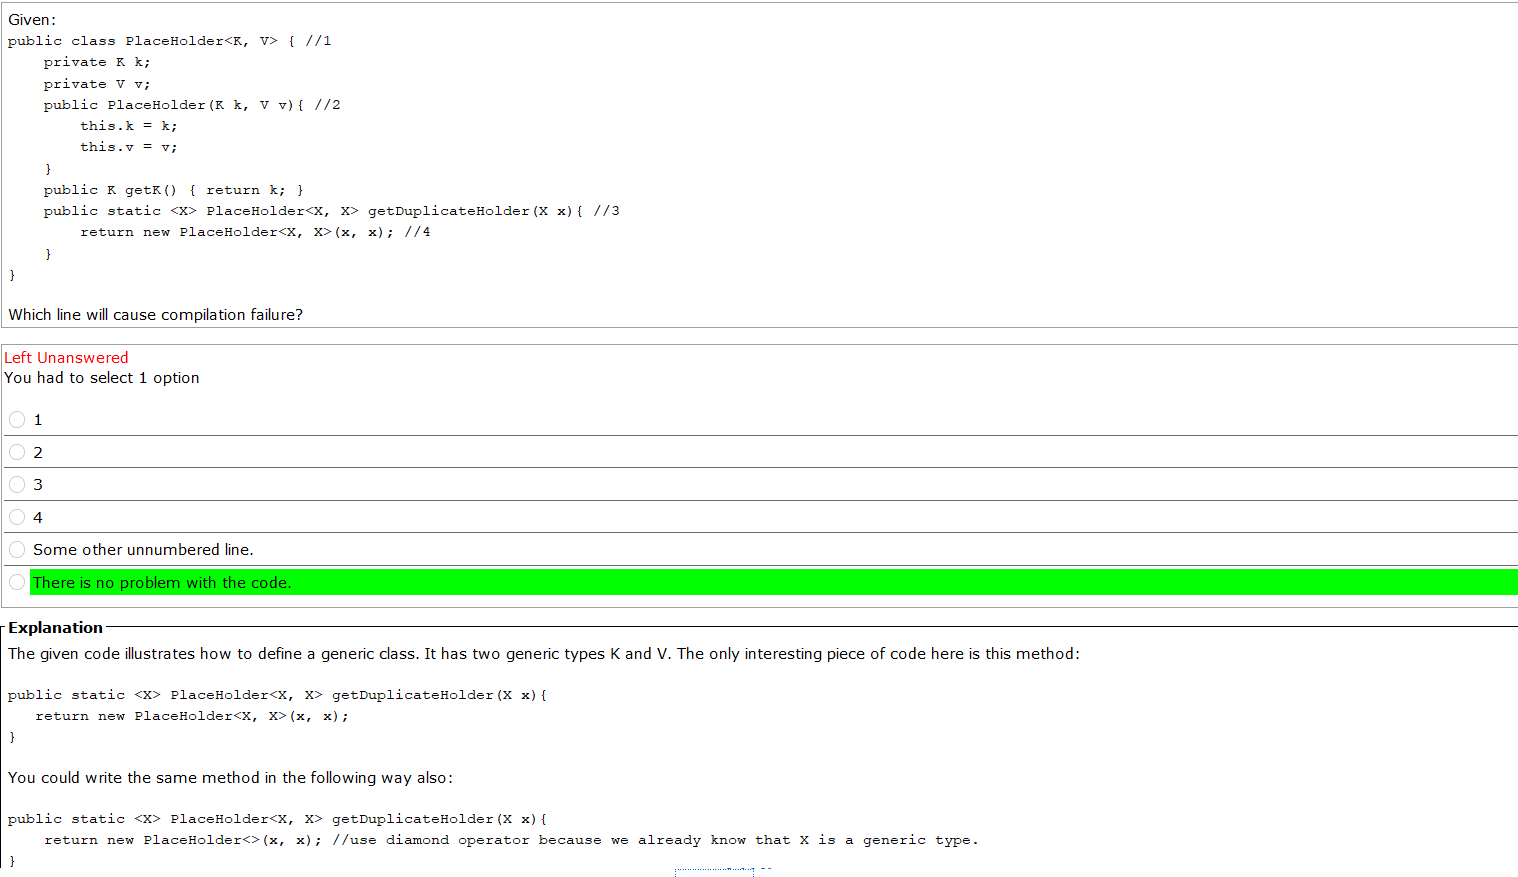 Given:
public class PlaceHolder<K, V> { //1
    private K k;
    private V v;
    public PlaceHolder(K k, V v){ //2
        this.k = k;
        this.v = v;
    }
    public K getK() { return k; }
    public static <X> PlaceHolder<X, X> getDuplicateHolder(X x){ //3
        return new PlaceHolder<X, X>(x, x); //4
    }
}
Which line will cause compilation failure?
Left Unanswered
You had to select 1 option
1
2
3
4
Some other unnumbered line.
There is no problem with the code.
Explanation
The given code illustrates how to define a generic class. It has two generic types K and V. The only interesting piece of code here is this method:
public static <X> PlaceHolder<X, X> getDuplicateHolder(X x){
   return new PlaceHolder<X, X>(x, x);
}
You could write the same method in the following way also:
public static <X> PlaceHolder<X, X> getDuplicateHolder(X x){
    return new PlaceHolder<>(x, x); //use diamond operator because we already know that X is a generic type.
}